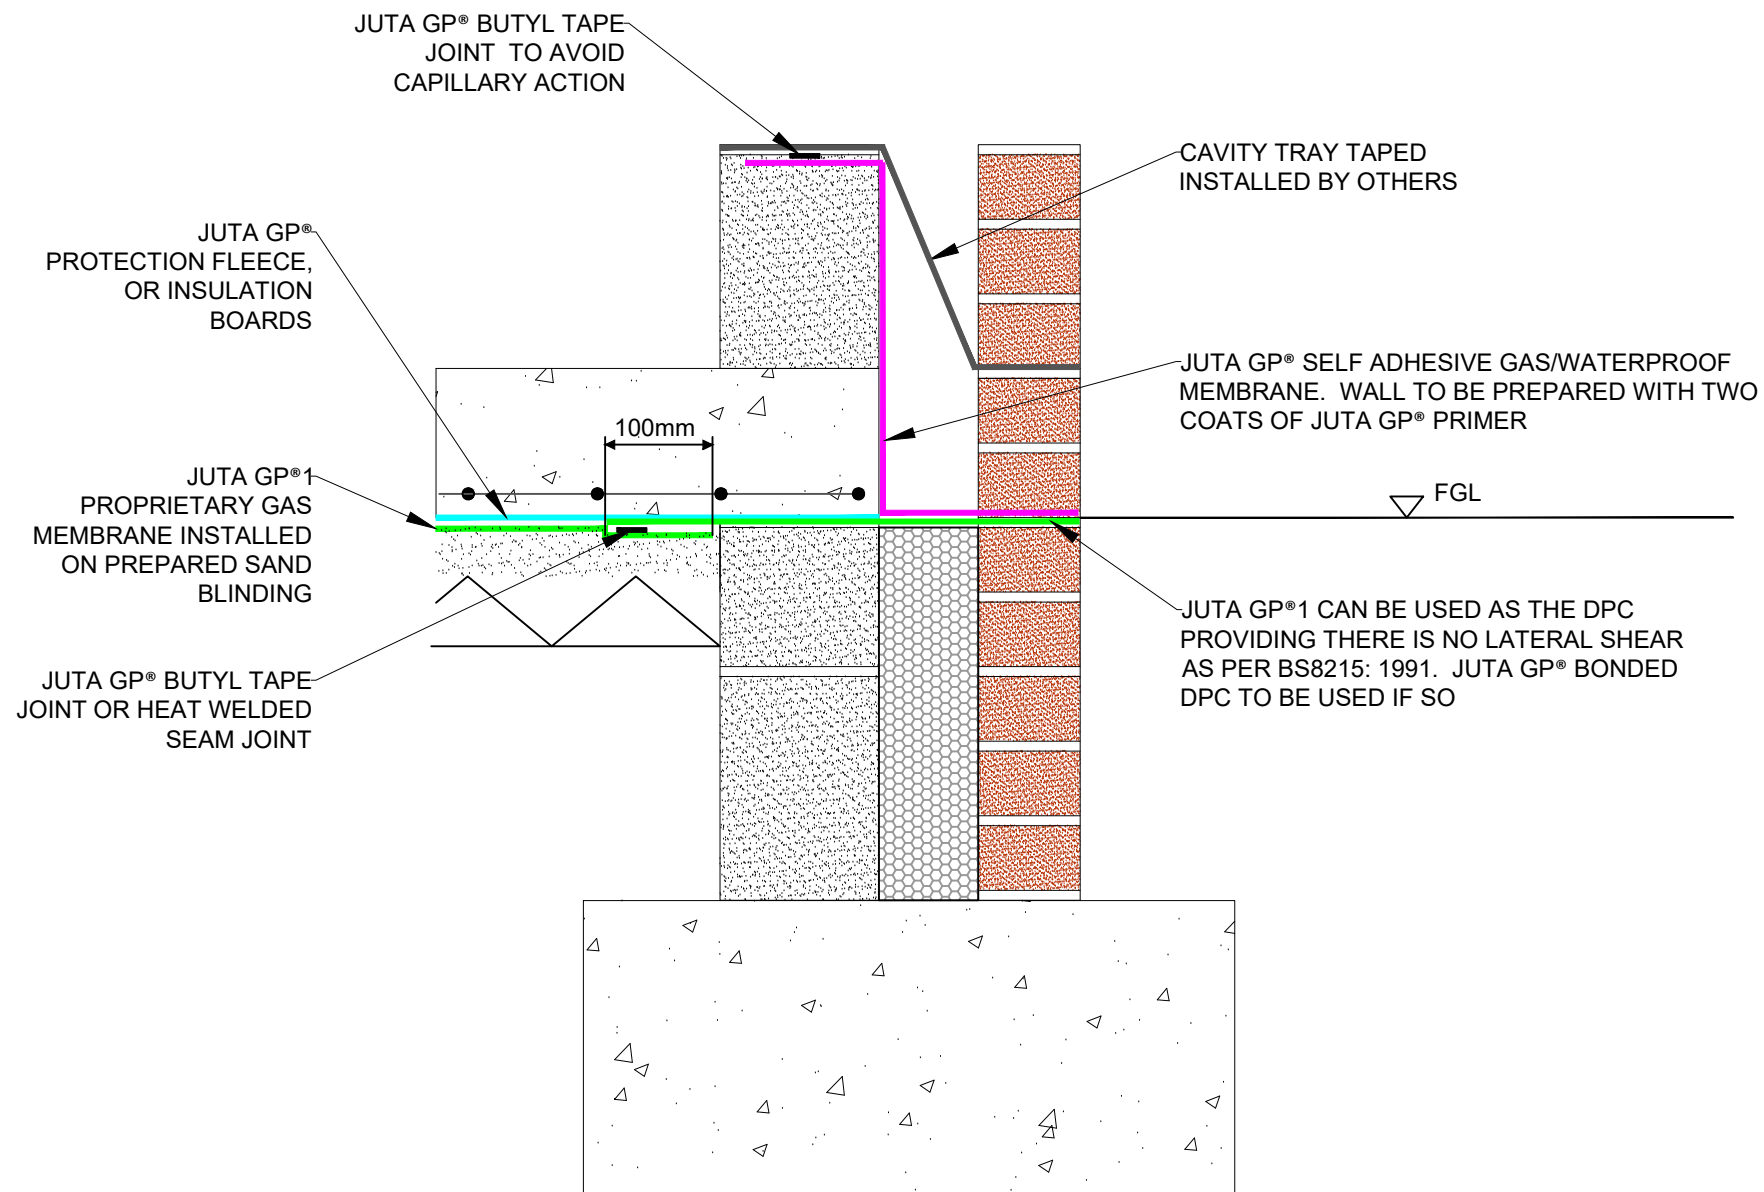 JUTA GP® BUTYL TAPE
JOINT TO AVOID
CAPILLARY ACTION
CAVITY TRAY TAPED
INSTALLED BY OTHERS
JUTA GP®
PROTECTION FLEECE,
OR INSULATION
BOARDS
JUTA GP® SELF ADHESIVE GAS/WATERPROOF
MEMBRANE. WALL TO BE PREPARED WITH TWO
COATS OF JUTA GP® PRIMER
100mm
JUTA GP®1
PROPRIETARY GAS
MEMBRANE INSTALLED
ON PREPARED SAND
BLINDING
FGL
JUTA GP®1 CAN BE USED AS THE DPC
PROVIDING THERE IS NO LATERAL SHEAR
AS PER BS8215: 1991. JUTA GP® BONDED
DPC TO BE USED IF SO
JUTA GP® BUTYL TAPE
JOINT OR HEAT WELDED
SEAM JOINT